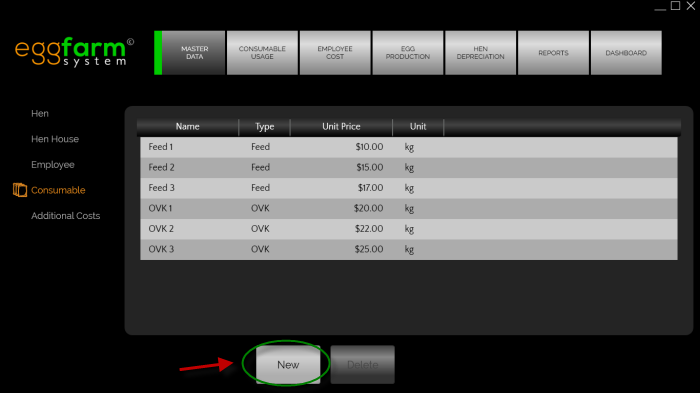 eggfarm©
system
MASTER
DATA
CONSUMABLE
USAGE
EMPLOYEE
COST
EGG
PRODUCTION
HEN
DEPRECIATION
REPORTS
DASHBOARD
Hen
Hen House
Employee
Consumable
Additional Costs
Name Type Unit Price Unit
Feed 1 Feed $10.00 kg
Feed 2 Feed $15.00 kg
Feed 3 Feed $17.00 kg
OVK 1 OVK $20.00 kg
OVK 2 OVK $22.00 kg
OVK 3 OVK $25.00 kg
New
Delete